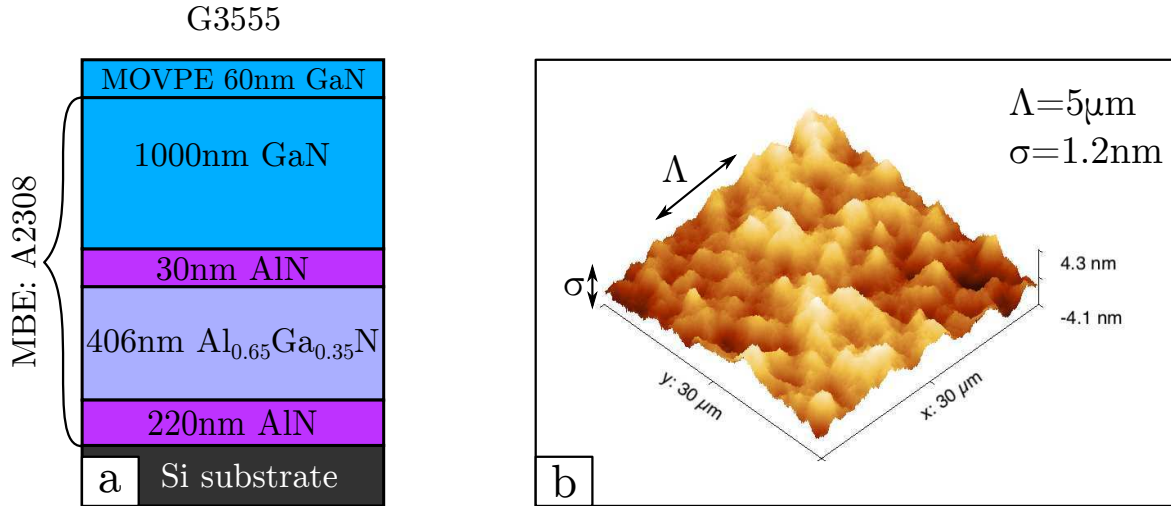 G3555
MOVPE 60nm GaN
1000nm GaN
30nm AlN
406nm Al₀.₆₅Ga₀.₃₅N
220nm AlN
Si substrate
MBE: A2308
a
Λ=5μm
σ=1.2nm
Λ
σ
4.3 nm
-4.1 nm
y: 30 μm
x: 30 μm
b